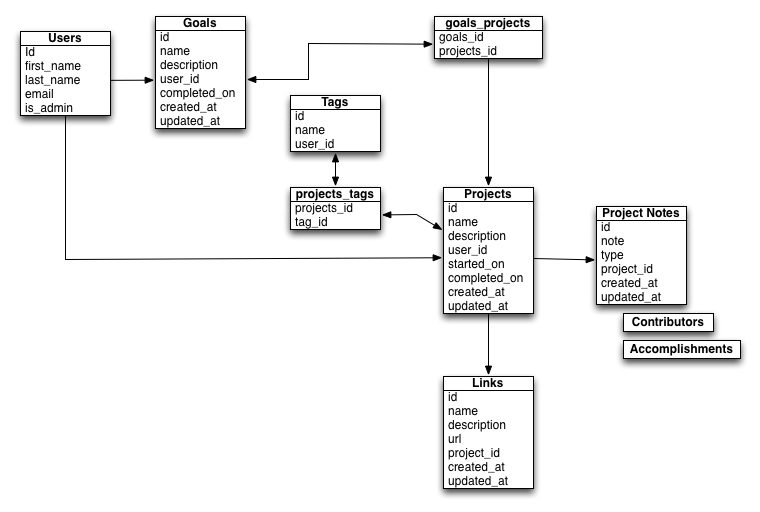 Users
Id
first_name
last_name
email
is_admin
Goals
id
name
description
user_id
completed_on
created_at
updated_at
goals_projects
goals_id
projects_id
Tags
id
name
user_id
projects_tags
projects_id
tag_id
Projects
id
name
description
user_id
started_on
completed_on
created_at
updated_at
Project Notes
id
note
type
project_id
created_at
updated_at
Contributors
Accomplishments
Links
id
name
description
url
project_id
created_at
updated_at